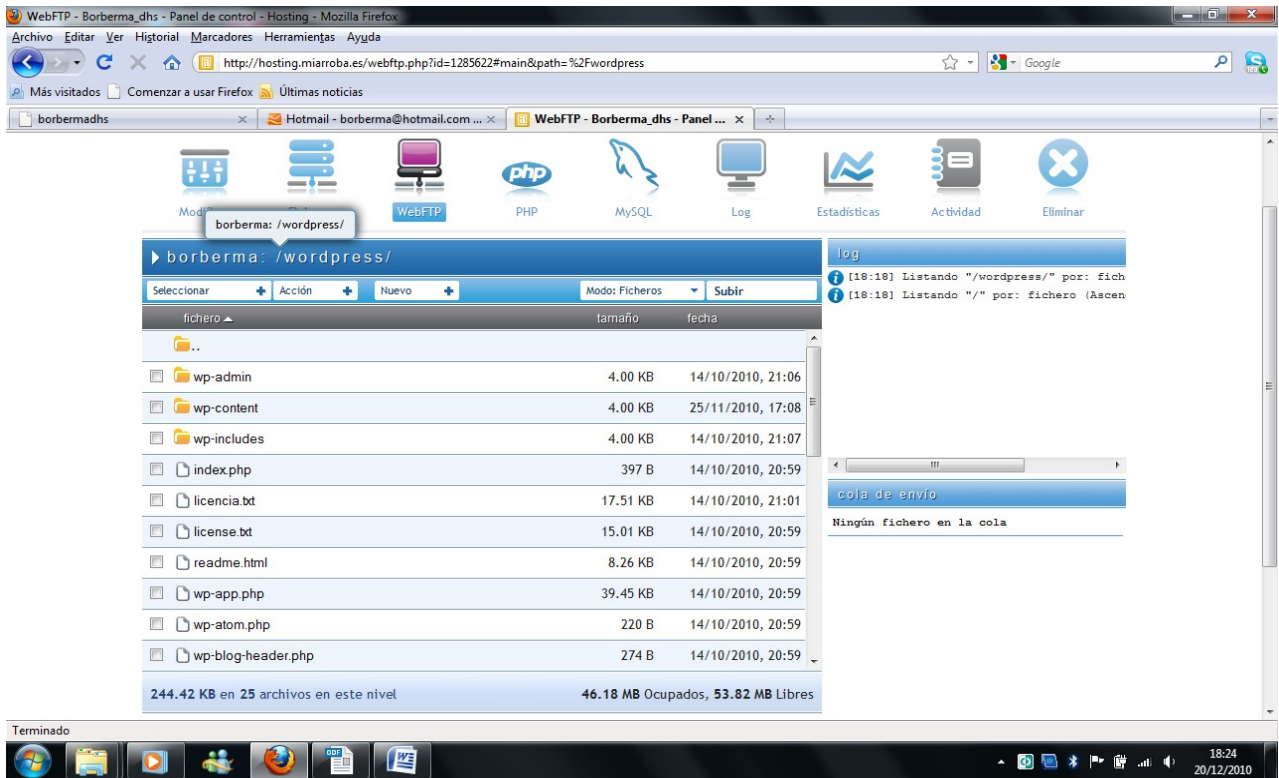 WebFTP - Borberma_dhs - Panel de control - Hosting - Mozilla Firefox
Archivo Editar Ver Historial Marcadores Herramientas Ayuda
http://hosting.miarroba.es/webftp.php?id=1285622#main&path=%2Fwordpress
Google
Más visitados Comenzar a usar Firefox Últimas noticias
borbermadhs
Hotmail - borberma@hotmail.com ...
WebFTP - Borberma_dhs - Panel ...
php
WebFTP PHP MySQL Log Estadísticas Actividad Eliminar
borberma: /wordpress/
borberma: /wordpress/
Seleccionar Acción Nuevo Modo: Ficheros Subir
fichero tamaño fecha
..
wp-admin 4.00 KB 14/10/2010, 21:06
wp-content 4.00 KB 25/11/2010, 17:08
wp-includes 4.00 KB 14/10/2010, 21:07
index.php 397 B 14/10/2010, 20:59
licencia.txt 17.51 KB 14/10/2010, 21:01
license.txt 15.01 KB 14/10/2010, 20:59
readme.html 8.26 KB 14/10/2010, 20:59
wp-app.php 39.45 KB 14/10/2010, 20:59
wp-atom.php 220 B 14/10/2010, 20:59
wp-blog-header.php 274 B 14/10/2010, 20:59
244.42 KB en 25 archivos en este nivel 46.18 MB Ocupados, 53.82 MB Libres
log
[18:18] Listando "/wordpress/" por: fich
[18:18] Listando "/" por: fichero (Ascen
cola de envío
Ningún fichero en la cola
Terminado
ODF
18:24
20/12/2010